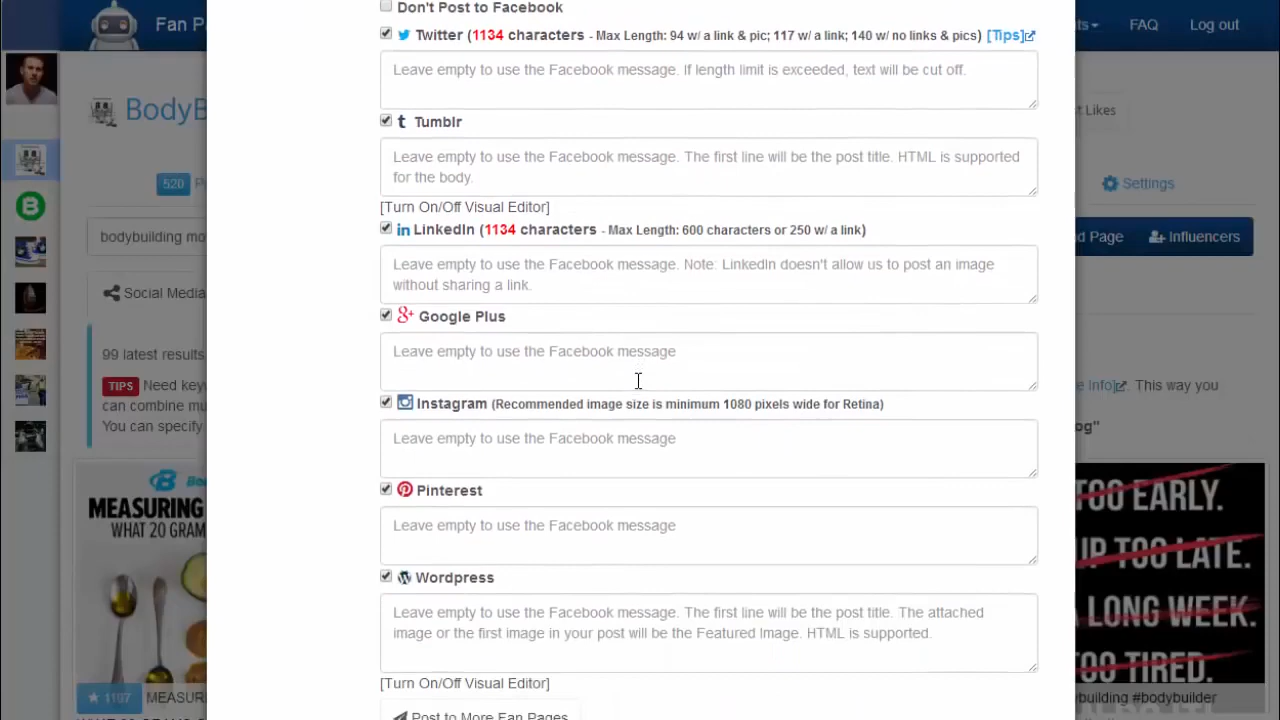 Don't Post to Facebook
Fan P
ts
FAQ
Log out
Twitter (1134 characters - Max Length: 94 w/ a link & pic; 117 w/ a link; 140 w/ no links & pics) [Tips]
Leave empty to use the Facebook message. If length limit is exceeded, text will be cut off.
BodyB
t Likes
Tumblr
Leave empty to use the Facebook message. The first line will be the post title. HTML is supported
for the body.
520
Settings
[Turn On/Off Visual Editor]
LinkedIn (1134 characters - Max Length: 600 characters or 250 w/ a link)
bodybuilding mo
d Page
Influencers
Leave empty to use the Facebook message. Note: LinkedIn doesn't allow us to post an image
without sharing a link.
Social Media
Google Plus
Leave empty to use the Facebook message
99 latest results
TIPS Need key
can combine mu
You can specify
e Info]. This way you
og"
Instagram (Recommended image size is minimum 1080 pixels wide for Retina)
Leave empty to use the Facebook message
Pinterest
Leave empty to use the Facebook message
B
Bo
MEASURING
WHAT 20 GRAM
TOO EARLY.
UP TOO LATE.
A LONG WEEK.
TOO TIRED.
Wordpress
Leave empty to use the Facebook message. The first line will be the post title. The attached
image or the first image in your post will be the Featured Image. HTML is supported.
[Turn On/Off Visual Editor]
1197
MEASURI
ybuilding #bodybuilder
Post to More Fan Pages